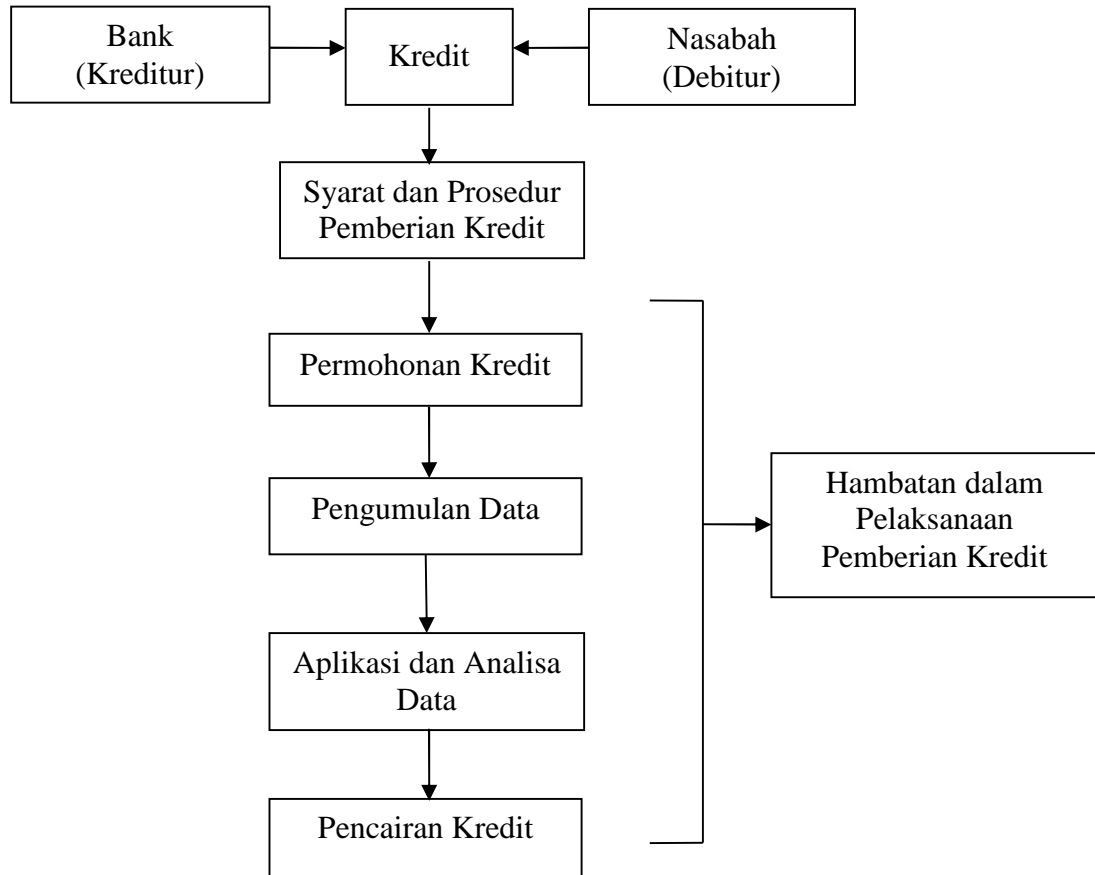 Bank
(Kreditur)
Kredit
Nasabah
(Debitur)
Syarat dan Prosedur
Pemberian Kredit
Permohonan Kredit
Pengumulan Data
Hambatan dalam
Pelaksanaan
Pemberian Kredit
Aplikasi dan Analisa
Data
Pencairan Kredit